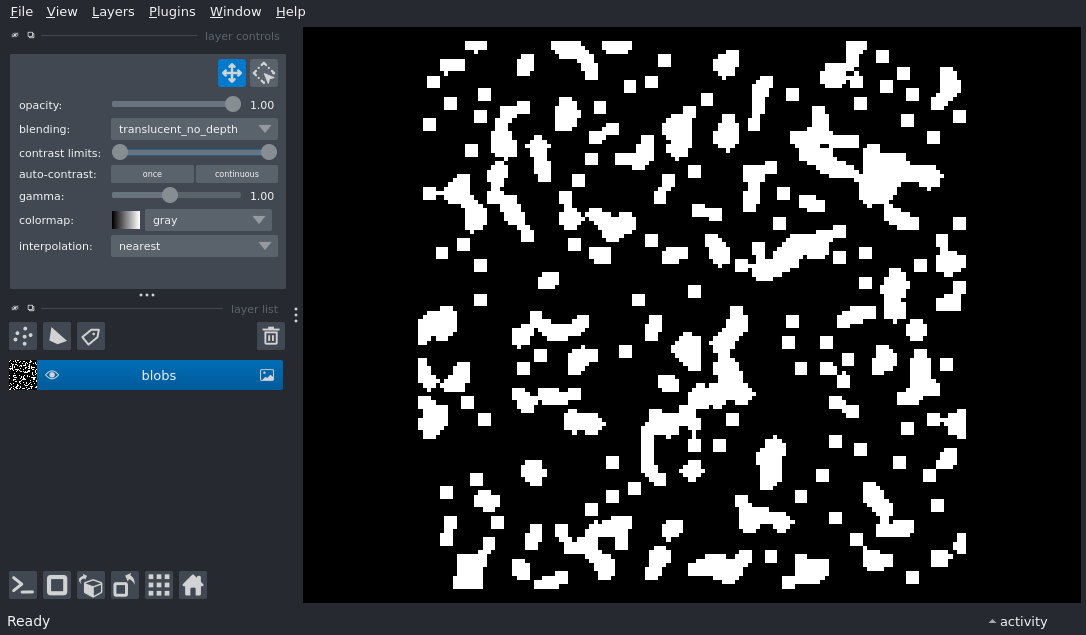 File View Layers Plugins Window Help
layer controls
opacity: 1.00
blending: translucent_no_depth
contrast limits:
auto-contrast: once continuous
gamma: 1.00
colormap: gray
interpolation: nearest
layer list
blobs
Ready activity